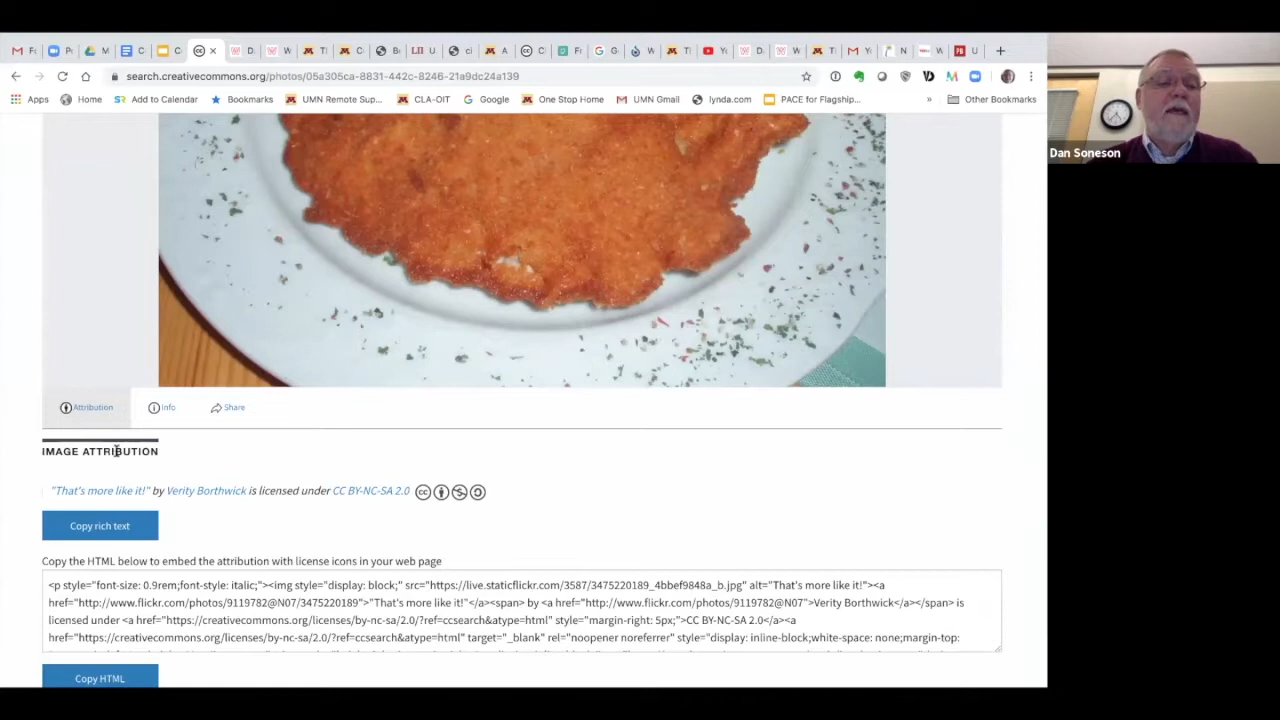 search.creativecommons.org/photos/05a305ca-8831-442c-8246-21a9dc24a139
Apps Home Add to Calendar Bookmarks UMN Remote Sup... CLA-OIT Google One Stop Home UMN Gmail lynda.com PACE for Flagship... » Other Bookmarks
Dan Soneson
Attribution Info Share
IMAGE ATTRIBUTION
"That's more like it!" by Verity Borthwick is licensed under CC BY-NC-SA 2.0
Copy rich text
Copy the HTML below to embed the attribution with license icons in your web page
<p style="font-size: 0.9rem;font-style: italic;"><img style="display: block;" src="https://live.staticflickr.com/3587/3475220189_4bbef9848a_b.jpg" alt="That's more like it!"><a
href="http://www.flickr.com/photos/9119782@N07/3475220189">"That's more like it!"</a><span> by <a href="http://www.flickr.com/photos/9119782@N07">Verity Borthwick</a></span> is
licensed under <a href="https://creativecommons.org/licenses/by-nc-sa/2.0/?ref=ccsearch&atype=html" style="margin-right: 5px;">CC BY-NC-SA 2.0</a><a
href="https://creativecommons.org/licenses/by-nc-sa/2.0/?ref=ccsearch&atype=html" target="_blank" rel="noopener noreferrer" style="display: inline-block;white-space: none;margin-top:
Copy HTML